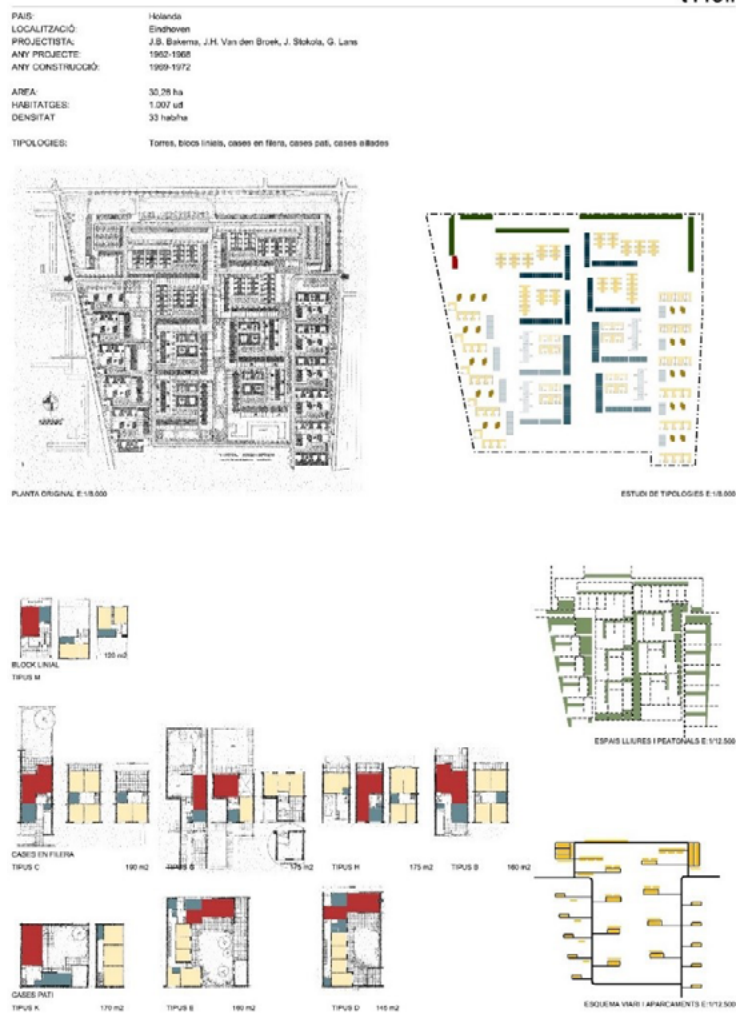 PAIS: Holanda
LOCALITZACIÓ: Eindhoven
PROJECTISTA: J.B. Bakema, J.H. Van den Broek, J. Stokola, G. Lans
ANY PROJECTE: 1962-1968
ANY CONSTRUCCIÓ: 1969-1972
AREA: 30,28 ha
HABITATGES: 1.007 ud
DENSITAT 33 hab/ha
TIPOLOGIES: Torres, blocs linials, cases en filera, cases pati, cases aïllades
PLANTA ORIGINAL E:1/8.000
ESTUDI DE TIPOLOGIES E:1/8.000
120 m2
BLOCK LINIAL
TIPUS M
ESPAIS LLIURES I PEATONALS E:1/12.500
CASES EN FILERA
TIPUS C 190 m2 TIPUS G 175 m2 TIPUS H 175 m2 TIPUS B 160 m2
CASES PATI
TIPUS K 170 m2 TIPUS E 160 m2 TIPUS D 145 m2
ESQUEMA VIARI I APARCAMENTS E:1/12.500